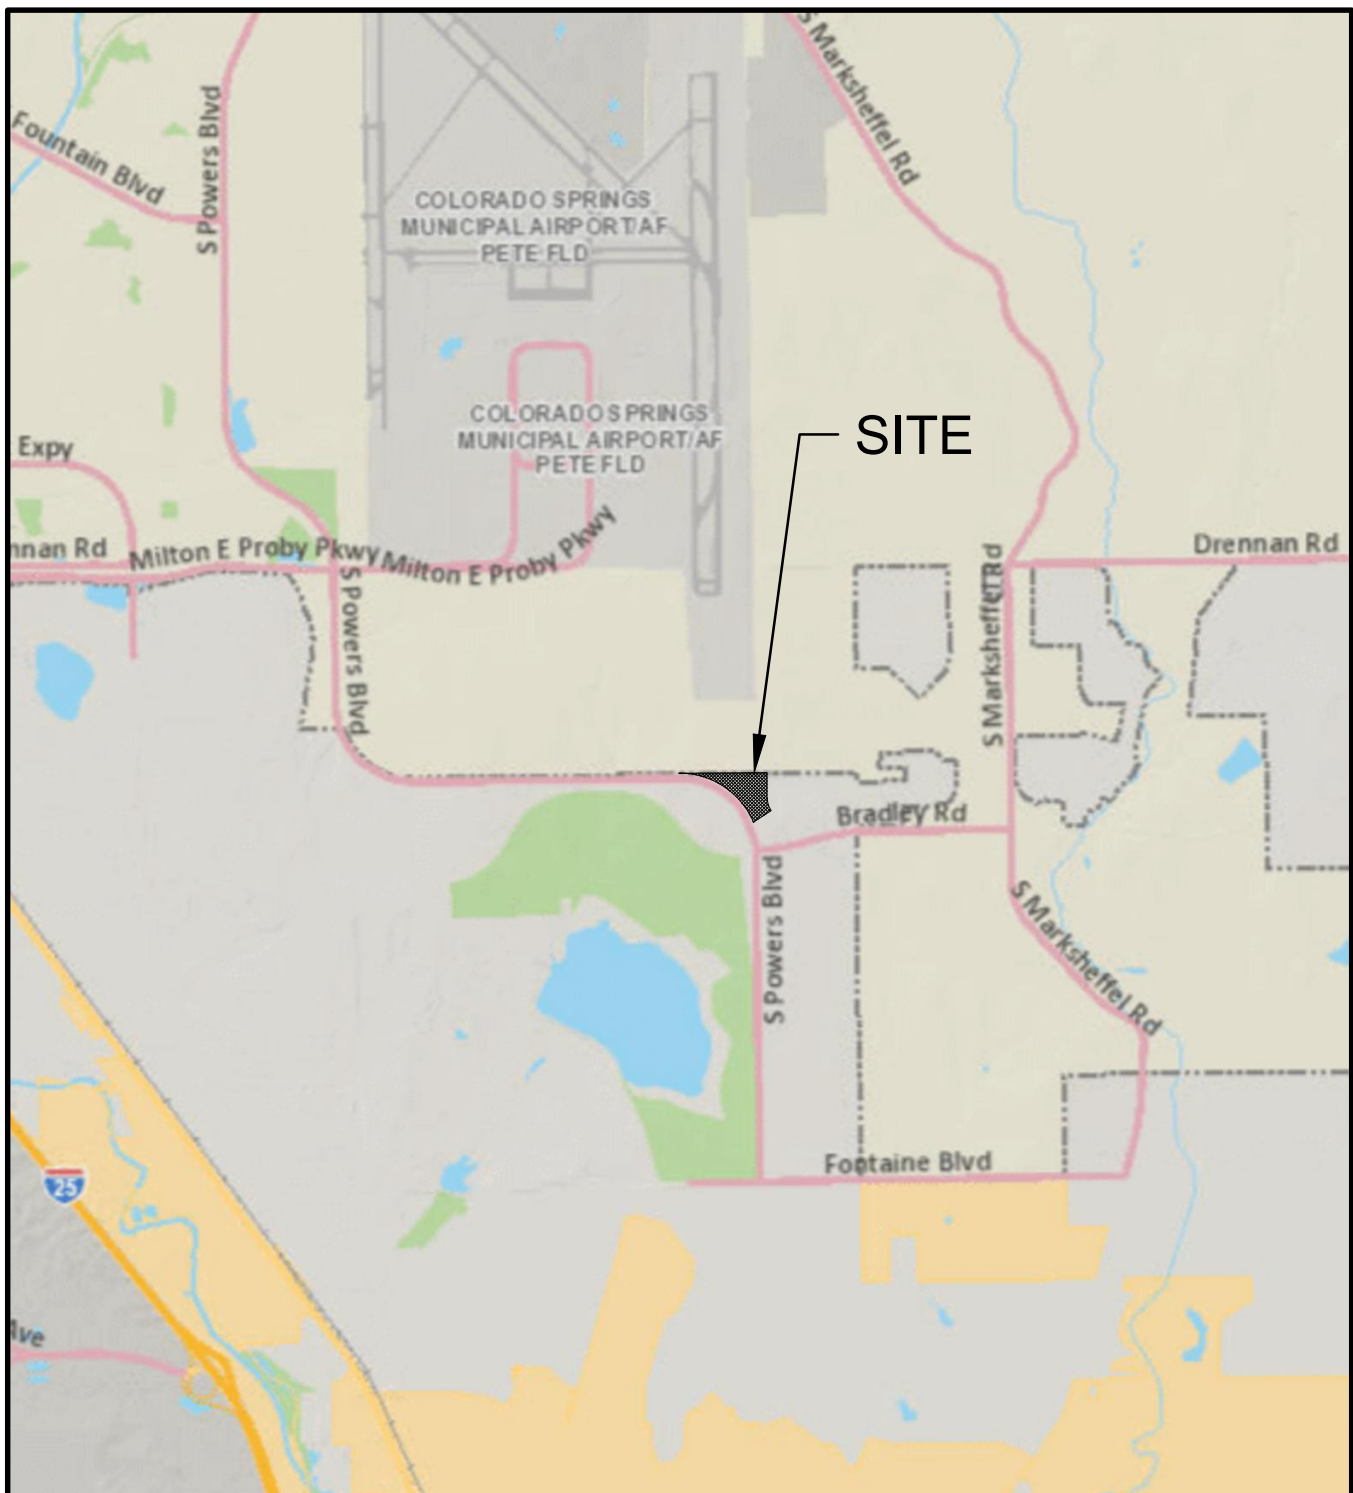 S Marksheffel Rd
S Powers Blvd
Fountain Blvd
COLORADO SPRINGS
MUNICIPAL AIRPORT/AF
PETE FLD
COLORADO SPRINGS
MUNICIPAL AIRPORT/AF
PETE FLD
SITE
Expy
nnan Rd
Milton E Proby Pkwy
Milton E Proby Pkwy
Drennan Rd
S Powers Blvd
S Marksheffel Rd
Bradley Rd
S Powers Blvd
S Marksheffel Rd
Fontaine Blvd
25
Ave